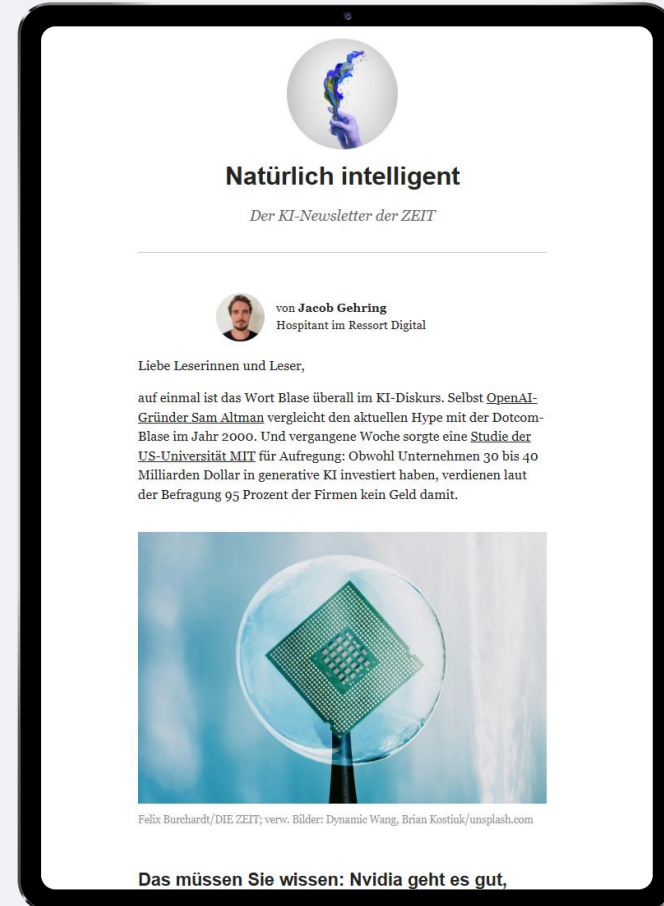 Natürlich intelligent
Der KI-Newsletter der ZEIT
von Jacob Gehring
Hospitant im Ressort Digital
Liebe Leserinnen und Leser,
auf einmal ist das Wort Blase überall im KI-Diskurs. Selbst OpenAI-
Gründer Sam Altman vergleicht den aktuellen Hype mit der Dotcom-
Blase im Jahr 2000. Und vergangene Woche sorgte eine Studie der
US-Universität MIT für Aufregung: Obwohl Unternehmen 30 bis 40
Milliarden Dollar in generative KI investiert haben, verdienen laut
der Befragung 95 Prozent der Firmen kein Geld damit.
Felix Burchardt/DIE ZEIT; verw. Bilder: Dynamic Wang, Brian Kostiuk/unsplash.com
Das müssen Sie wissen: Nvidia geht es gut,